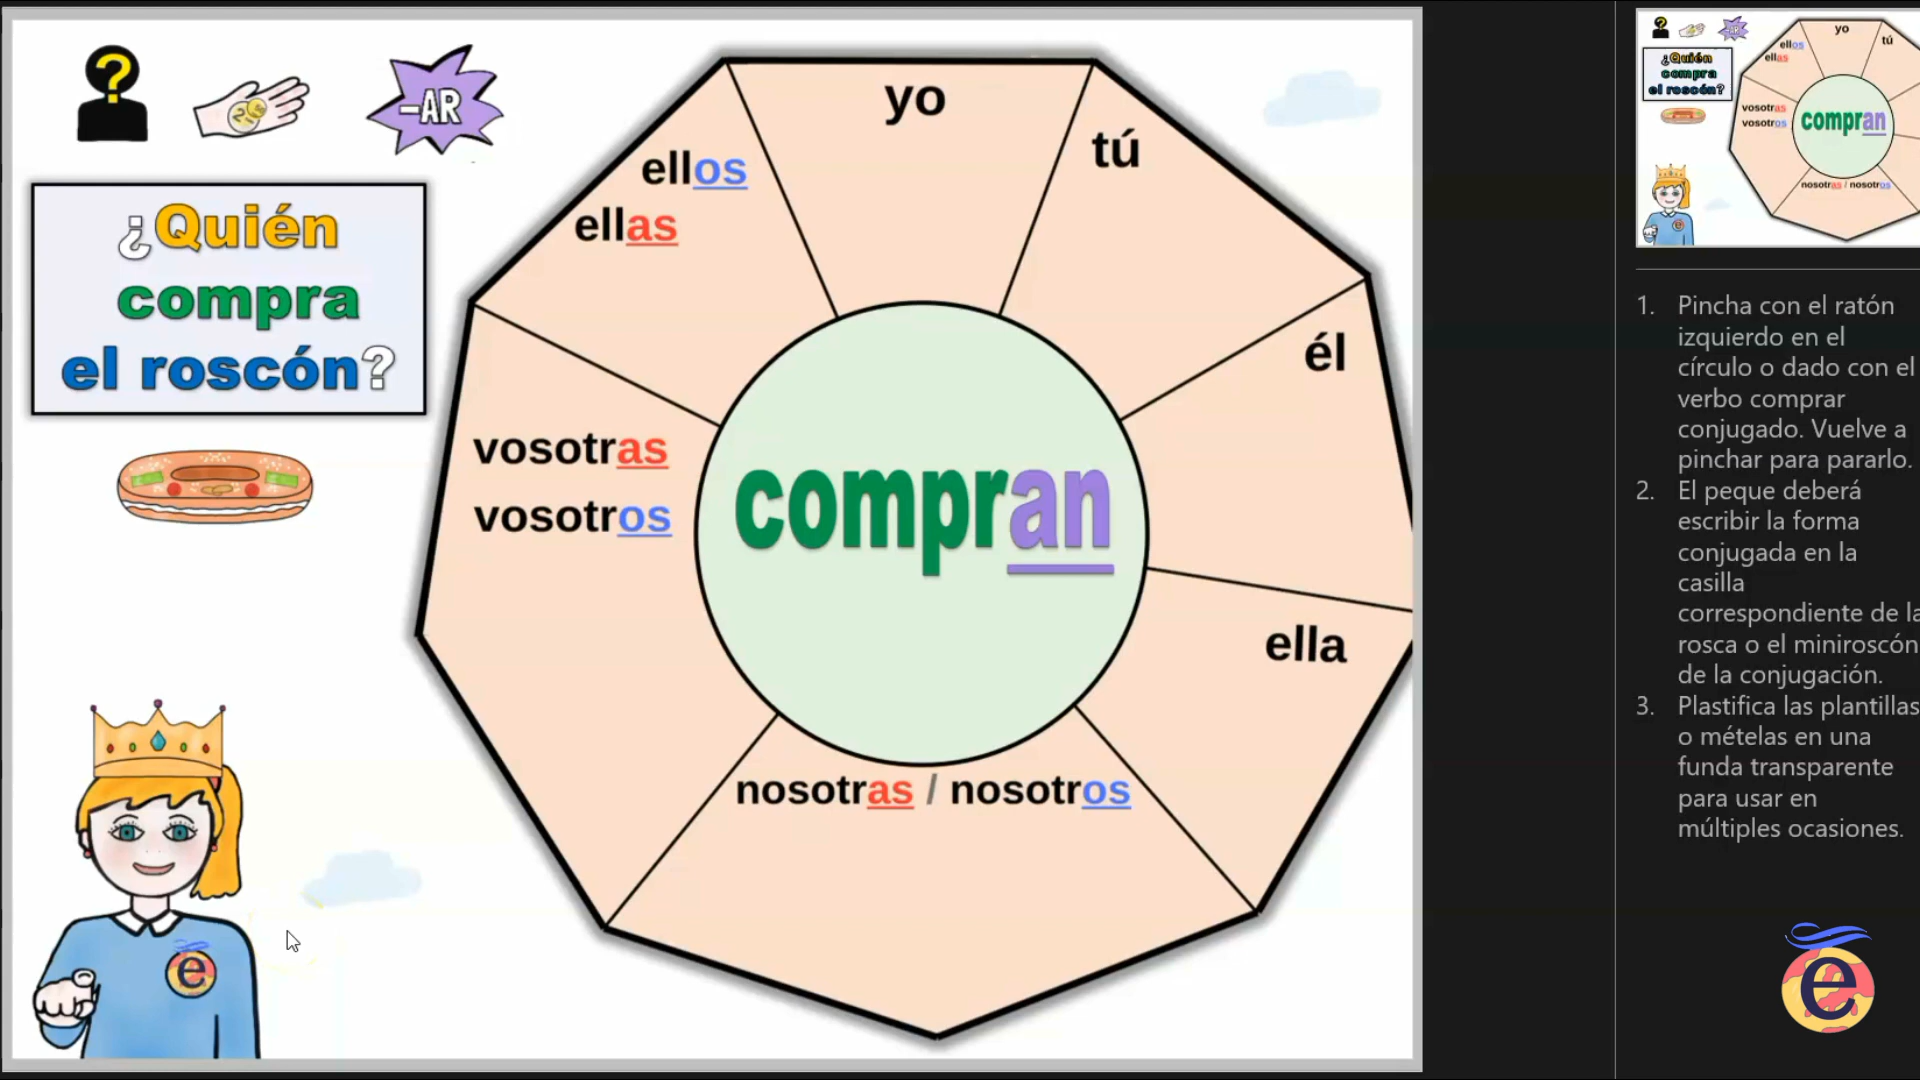 ?
-AR
¿Quién
compra
el roscón?
yo
tú
él
ella
nosotras / nosotros
vosotras
vosotros
ellos
ellas
compran
2
e
?
-AR
¿Quién
compra
el roscón?
yo
tú
ellos
ellas
vosotras
vosotros
compran
nosotras / nosotros
1. Pincha con el ratón
izquierdo en el
círculo o dado con el
verbo comprar
conjugado. Vuelve a
pinchar para pararlo.
2. El peque deberá
escribir la forma
conjugada en la
casilla
correspondiente de la
rosca o el miniroscón
de la conjugación.
3. Plastifica las plantillas
o mételas en una
funda transparente
para usar en
múltiples ocasiones.
e